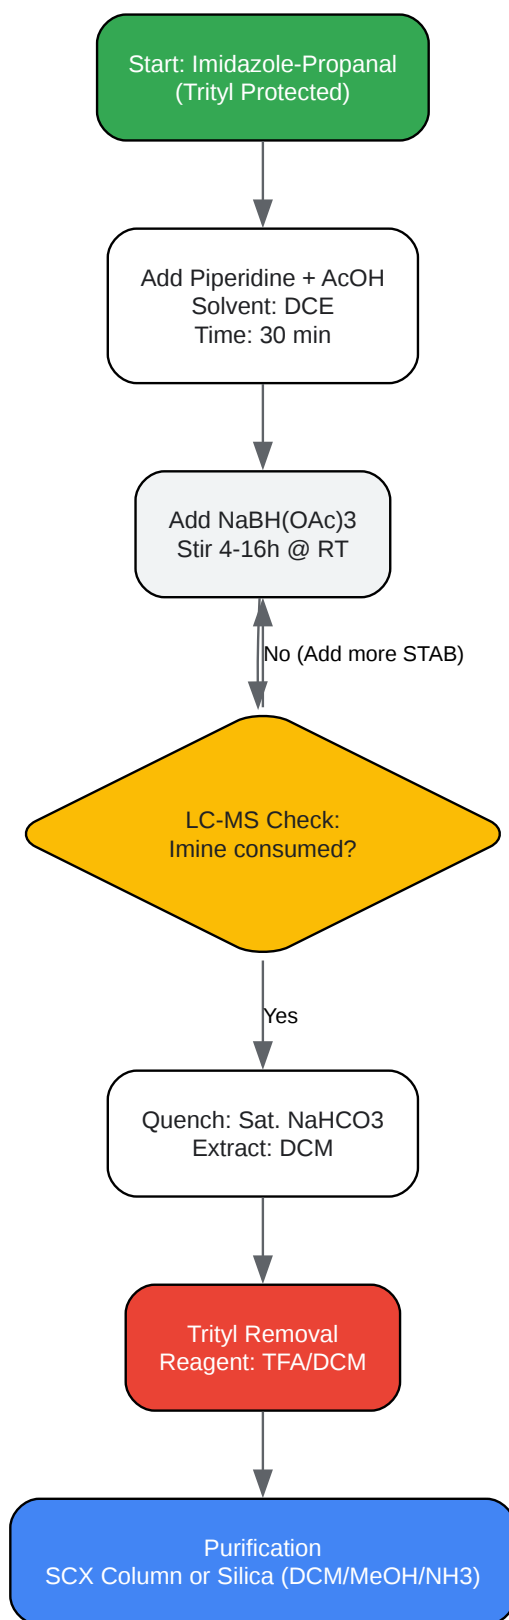 Start: Imidazole-Propanal
(Trityl Protected)
Add Piperidine + AcOH
Solvent: DCE
Time: 30 min
Add NaBH(OAc)3
Stir 4-16h @ RT
No (Add more STAB)
LC-MS Check:
Imine consumed?
Yes
Quench: Sat. NaHCO3
Extract: DCM
Trityl Removal
Reagent: TFA/DCM
Purification
SCX Column or Silica (DCM/MeOH/NH3)